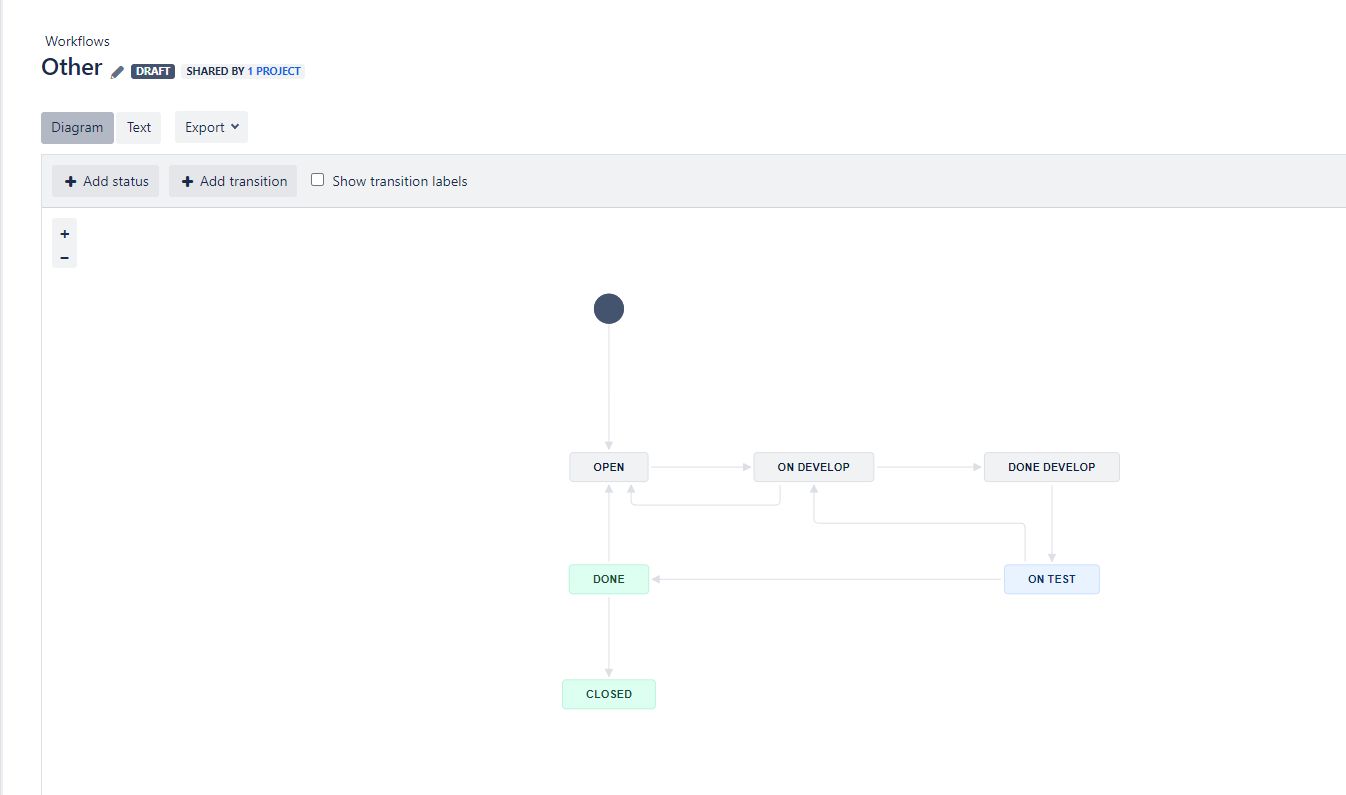 Workflows
Other DRAFT SHARED BY 1 PROJECT
Diagram Text Export
+ Add status + Add transition Show transition labels
+
−
OPEN ON DEVELOP DONE DEVELOP
DONE ON TEST
CLOSED